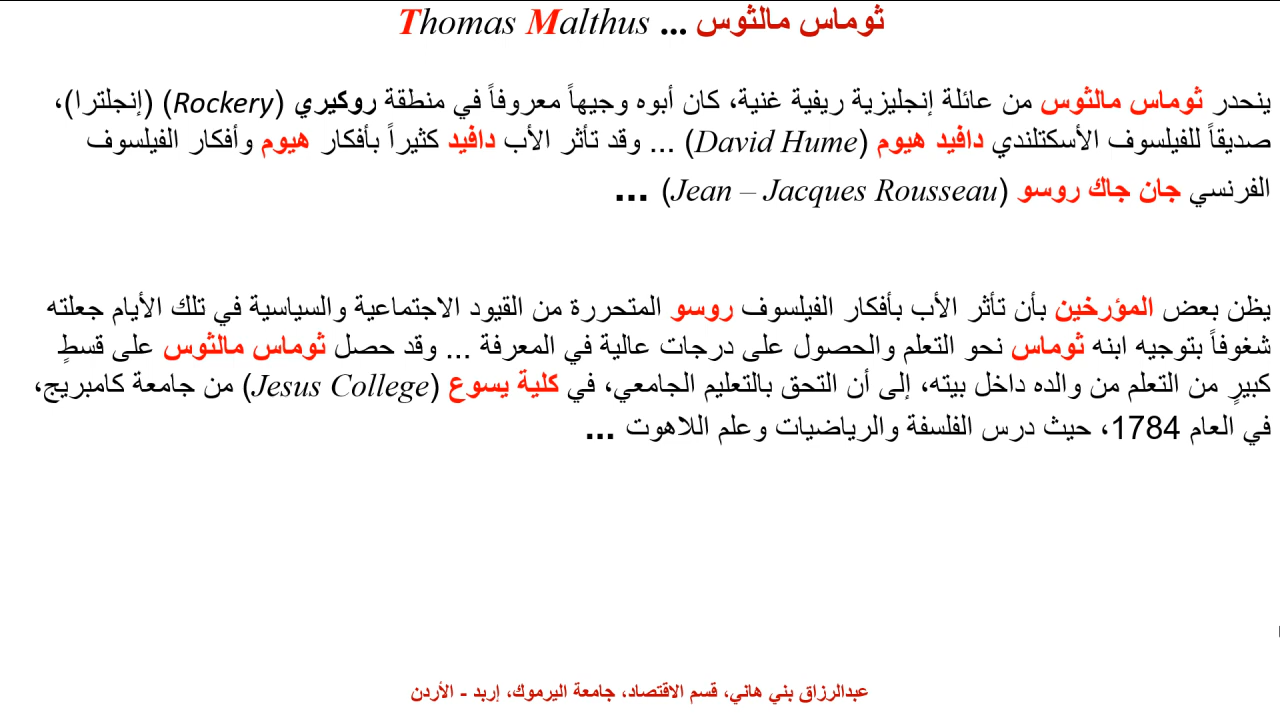 ثوماس مالثوس ... Thomas Malthus
ينحدر ثوماس مالثوس من عائلة إنجليزية ريفية غنية، كان أبوه وجيهاً معروفاً في منطقة روكيري (Rockery) (إنجلترا)،
صديقاً للفيلسوف الأسكتلندي دافيد هيوم (David Hume) ... وقد تأثر الأب دافيد كثيراً بأفكار هيوم وأفكار الفيلسوف
الفرنسي جان جاك روسو (Jean – Jacques Rousseau) ...
يظن بعض المؤرخين بأن تأثر الأب بأفكار الفيلسوف روسو المتحررة من القيود الاجتماعية والسياسية في تلك الأيام جعلته
شغوفاً بتوجيه ابنه ثوماس نحو التعلم والحصول على درجات عالية في المعرفة ... وقد حصل ثوماس مالثوس على قسطٍ
كبيرٍ من التعلم من والده داخل بيته، إلى أن التحق بالتعليم الجامعي، في كلية يسوع (Jesus College) من جامعة كامبريج،
في العام 1784، حيث درس الفلسفة والرياضيات وعلم اللاهوت ...
عبدالرزاق بني هاني، قسم الاقتصاد، جامعة اليرموك، إربد - الأردن